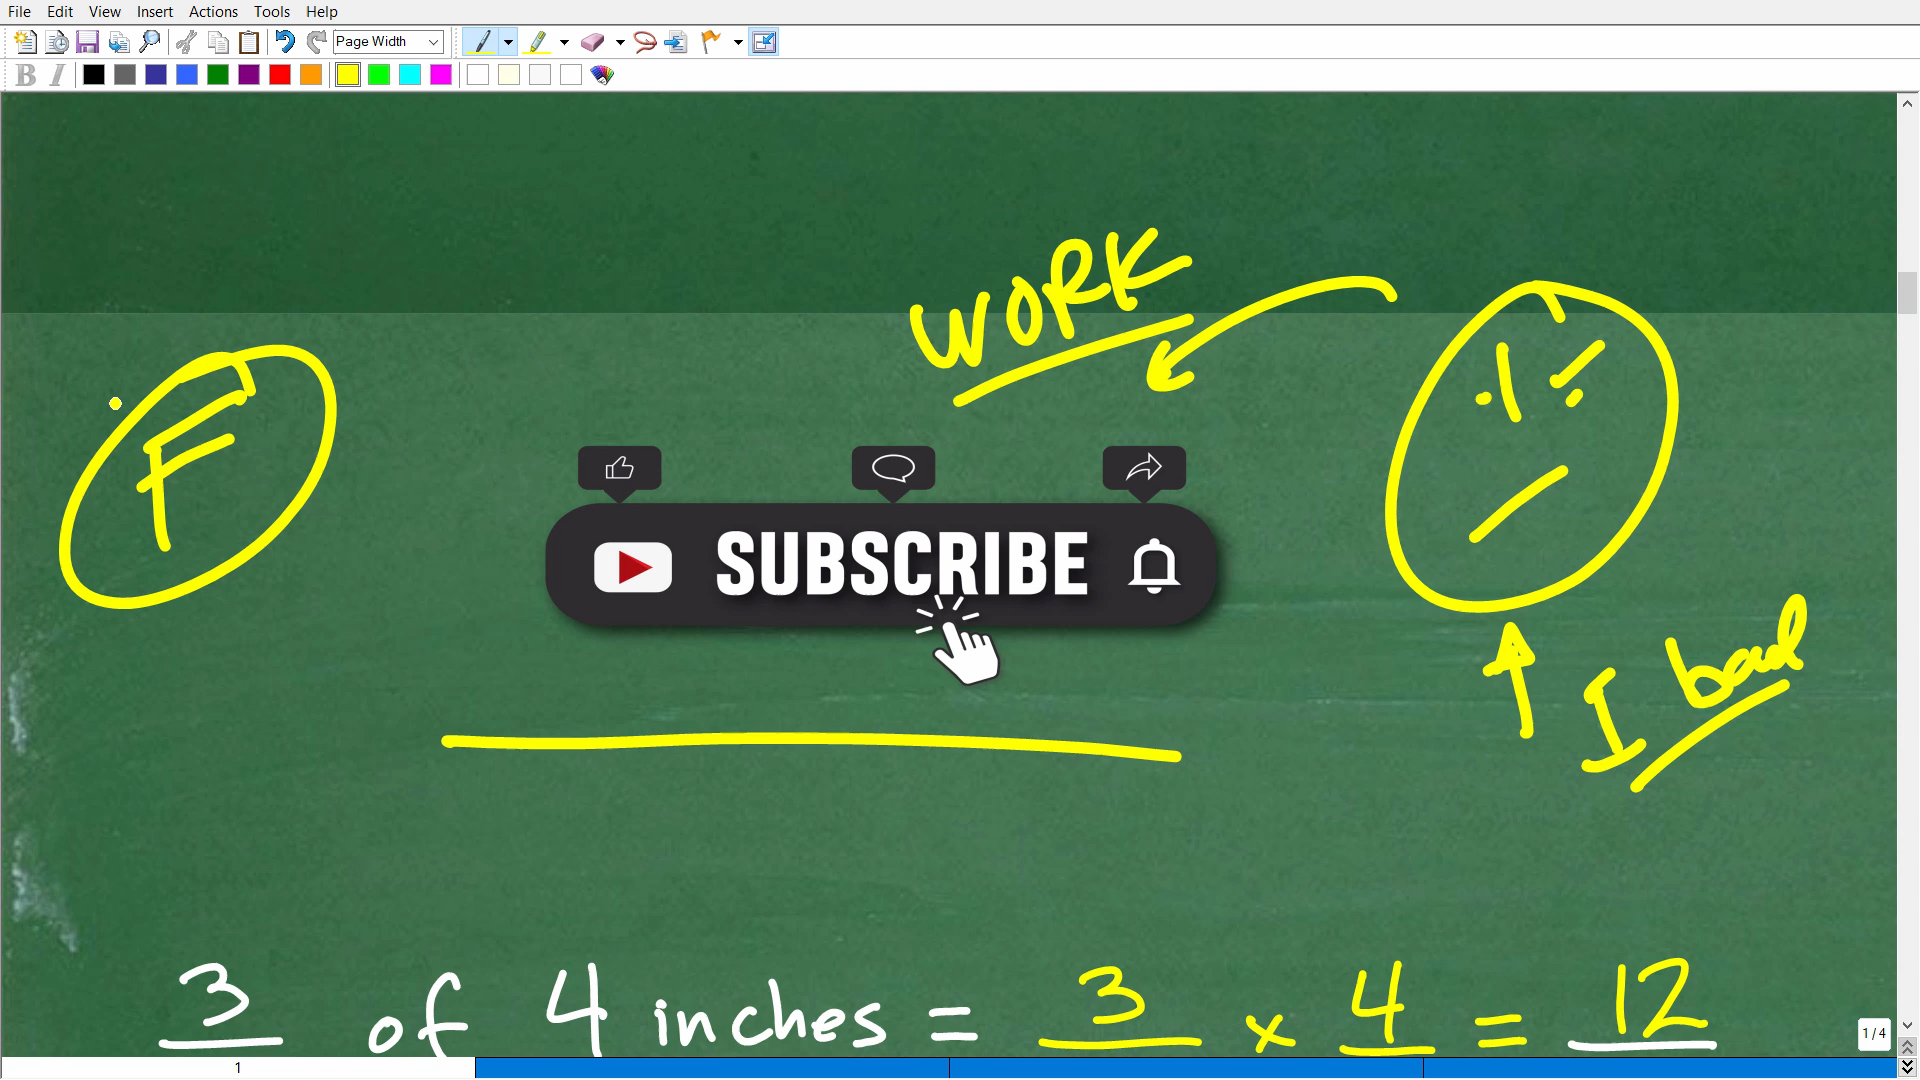 File Edit View Insert Actions Tools Help
Page Width
B I
WORK
F
SUBSCRIBE
I bad
3 of 4 inches = 3 x 4 = 12
1 / 4
1